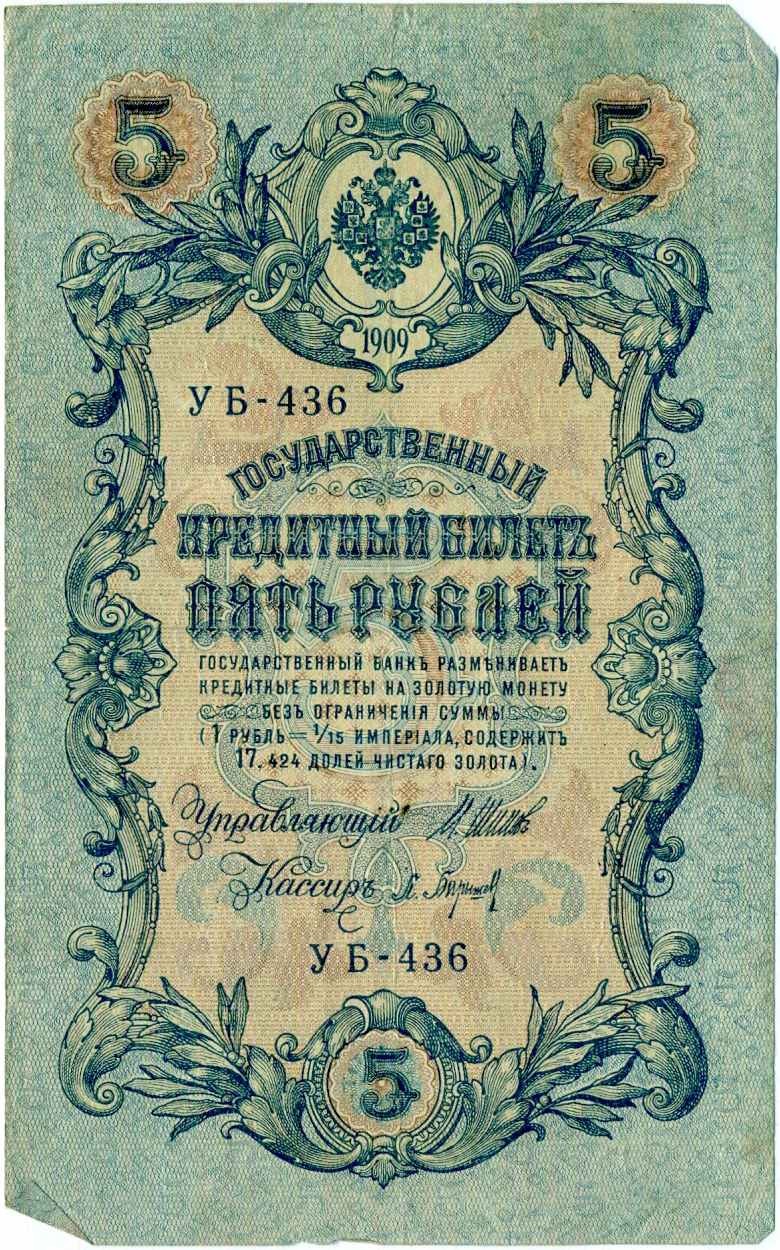 5 5
1909
УБ-436
ГОСУДАРСТВЕННЫЙ
КРЕДИТНЫЙ БИЛЕТЪ
ПЯТЬ РУБЛЕЙ
ГОСУДАРСТВЕННЫЙ БАНКЪ РАЗМѢНИВАЕТЪ
КРЕДИТНЫЕ БИЛЕТЫ НА ЗОЛОТУЮ МОНЕТУ
БЕЗЪ ОГРАНИЧЕНІЯ СУММЫ
(1 РУБЛЬ = 1/15 ИМПЕРІАЛА, СОДЕРЖИТЪ
17.424 ДОЛЕЙ ЧИСТАГО ЗОЛОТА).
Управляющій И. Шиповъ
Кассиръ
УБ-436
5